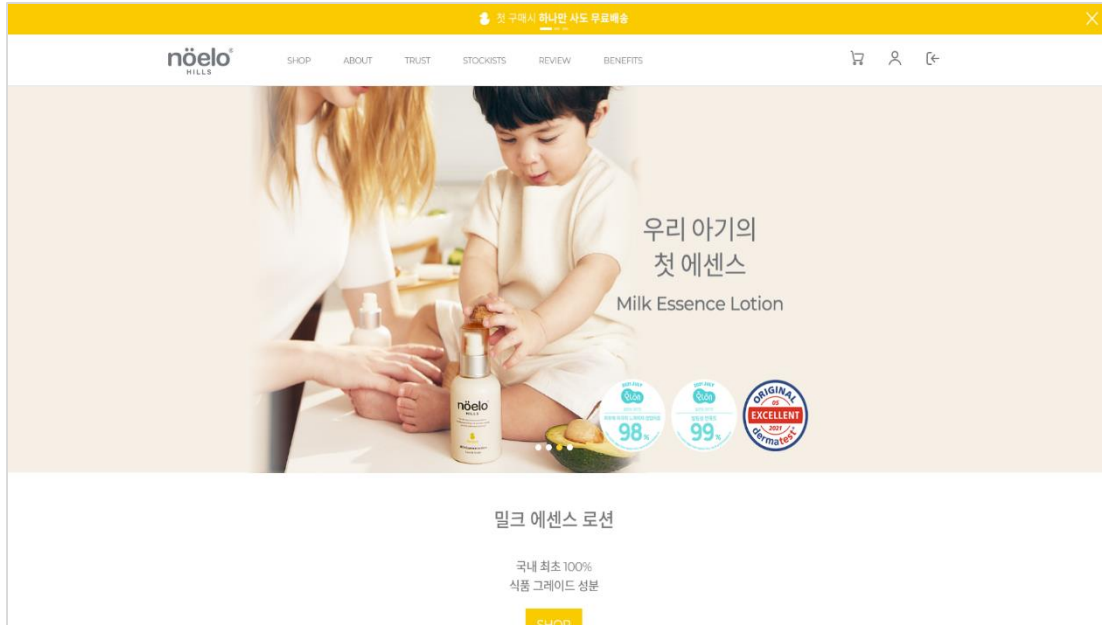 첫 구매시 하나만 사도 무료배송
nöelo®
HILLS
SHOP
ABOUT
TRUST
STOCKISTS
REVIEW
BENEFITS
우리 아기의
첫 에센스
Milk Essence Lotion
nöelo
HILLS
98%
99%
ORIGINAL
05
EXCELLENT
2021
dermatest
밀크 에센스 로션
국내 최초 100%
식품 그레이드 성분
SHOP